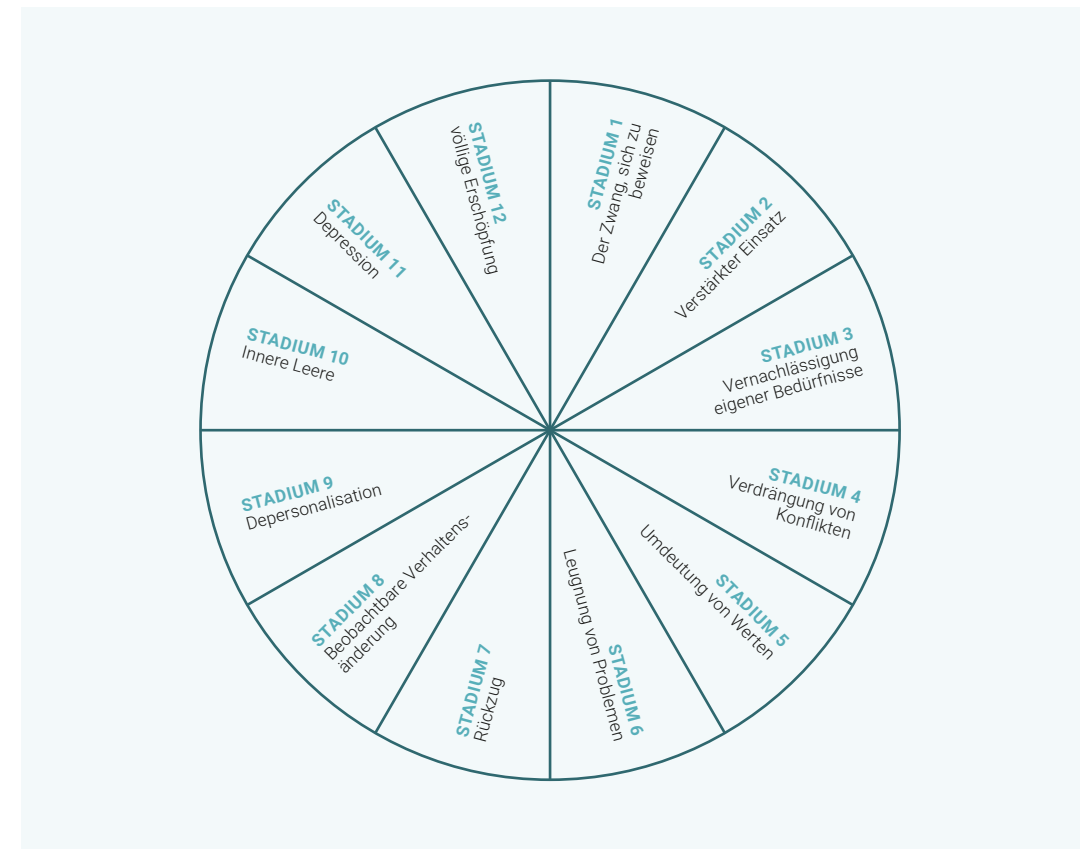 STADIUM 1
Der Zwang, sich zu
beweisen
STADIUM 2
Verstärkter Einsatz
STADIUM 3
Vernachlässigung
eigener Bedürfnisse
STADIUM 4
Verdrängung von
Konflikten
STADIUM 5
Umdeutung von Werten
STADIUM 6
Leugnung von Problemen
STADIUM 7
Rückzug
STADIUM 8
Beobachtbare Verhaltens-
änderung
STADIUM 9
Depersonalisation
STADIUM 10
Innere Leere
STADIUM 11
Depression
STADIUM 12
völlige Erschöpfung